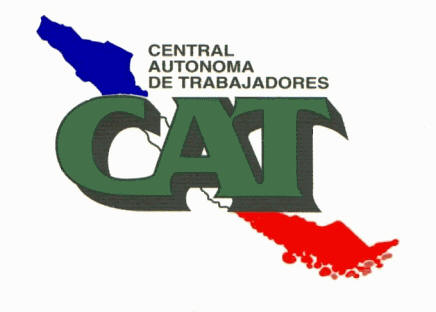 CENTRAL
AUTONOMA
DE TRABAJADORES
CAT